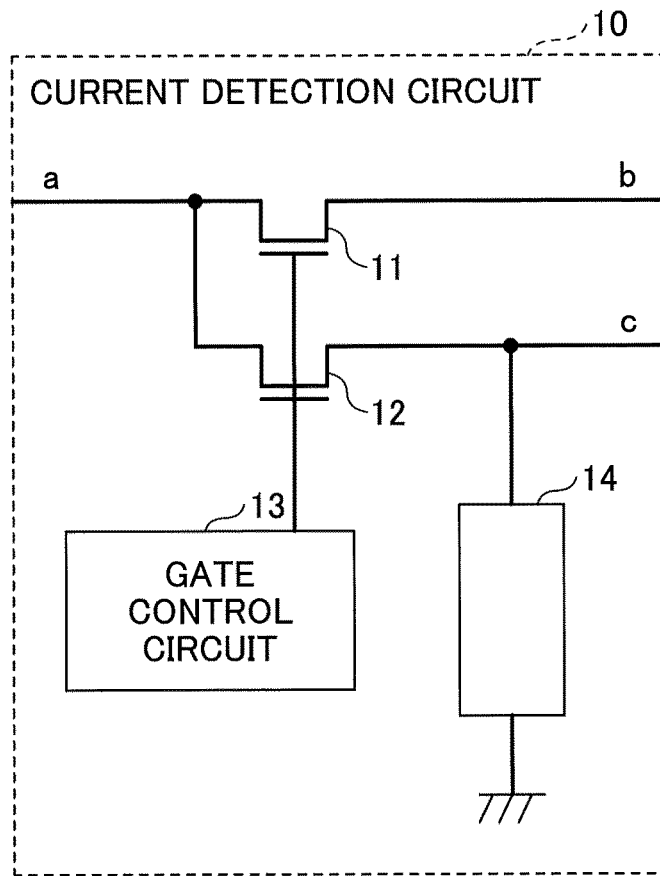 10
CURRENT DETECTION CIRCUIT
a
b
11
c
12
13
14
GATE
CONTROL
CIRCUIT